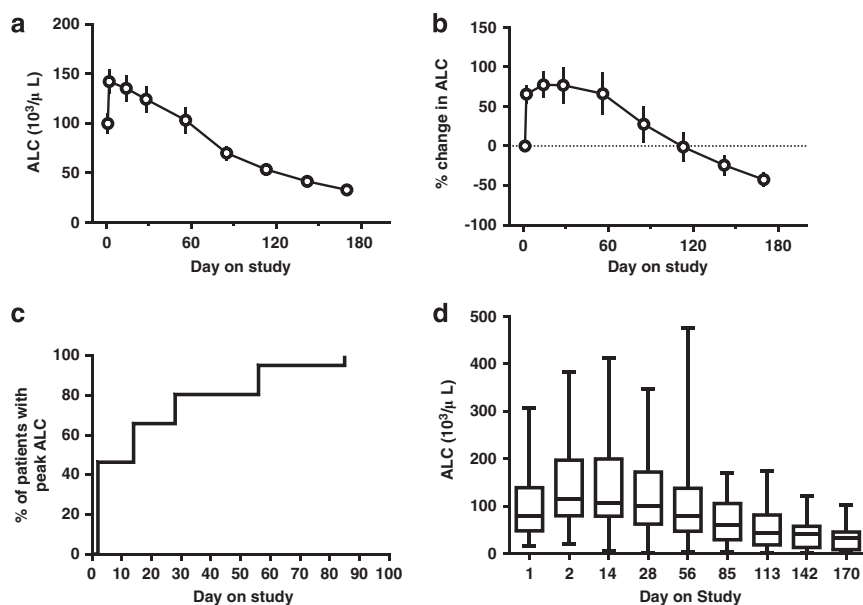 a
200
150
100
50
0
ALC (10³/μ L)
0 60 120 180
Day on study
b
150
100
50
0
-50
-100
% change in ALC
0 60 120 180
Day on study
c
100
80
60
40
20
0
% of patients with
peak ALC
0 10 20 30 40 50 60 70 80 90 100
Day on study
d
500
400
300
200
100
0
ALC (10³/μ L)
1 2 14 28 56 85 113 142 170
Day on Study